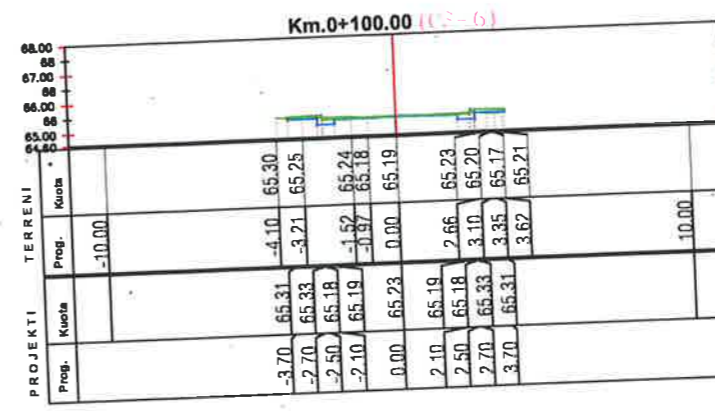 Km.0+100.00 (C3-6)
68.00
68
67.00
66
66.00
66
65.00
64.60
TERRENI
Kuota
65.30 65.25 65.24 65.18 65.19 65.23 65.20 65.17 65.21
Prog.
-10.00 -4.10 -3.21 -1.52 -0.97 0.00 2.66 3.10 3.35 3.62 10.00
PROJEKTI
Kuota
65.31 65.33 65.18 65.19 65.23 65.19 65.18 65.33 65.31
Prog.
-3.70 -2.70 -2.50 -2.10 0.00 2.10 2.50 2.70 3.70